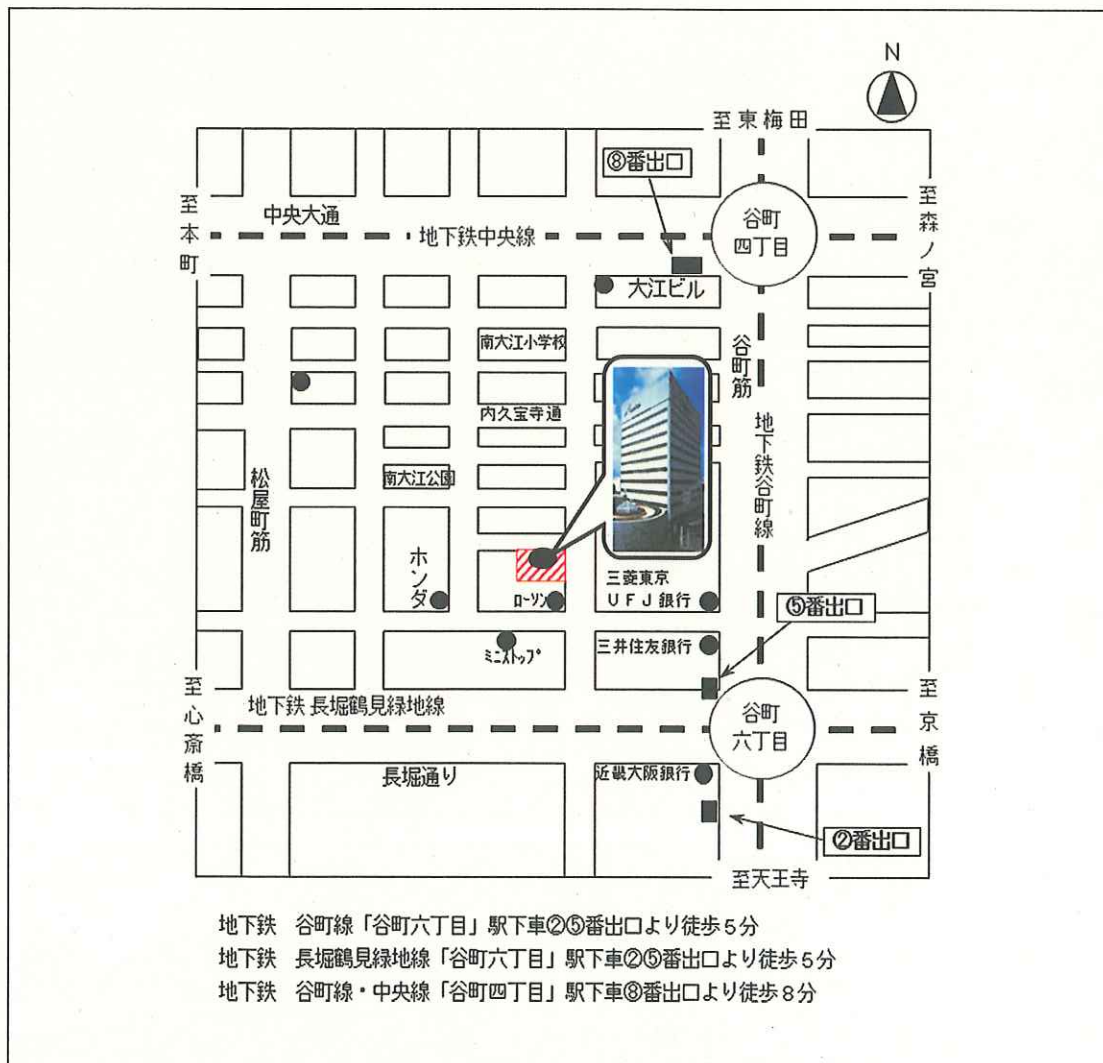 N
至東梅田
⑧番出口
至本町
中央大通
地下鉄中央線
谷町
四丁目
至森ノ宮
大江ビル
南大江小学校
谷町筋
内久宝寺通
地下鉄谷町線
南大江公園
松屋町筋
ホンダ
ローソン
三菱東京
UFJ銀行
⑤番出口
ミニストップ
三井住友銀行
至心斎橋
地下鉄 長堀鶴見緑地線
谷町
六丁目
至京橋
長堀通り
近畿大阪銀行
②番出口
至天王寺
地下鉄 谷町線「谷町六丁目」駅下車②⑤番出口より徒歩5分
地下鉄 長堀鶴見緑地線「谷町六丁目」駅下車②⑤番出口より徒歩5分
地下鉄 谷町線・中央線「谷町四丁目」駅下車⑧番出口より徒歩8分